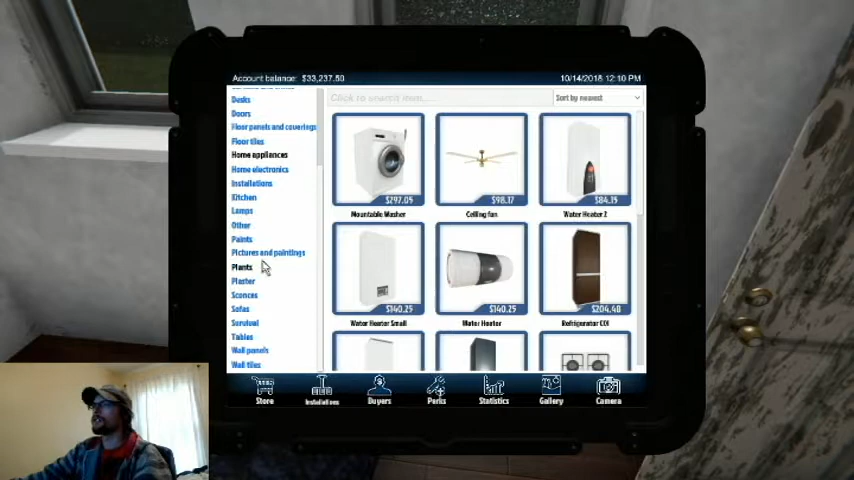 Account balance: $33,237.50
10/14/2018 12:10 PM
Desks
Doors
Floor panels and coverings
Floor tiles
Home appliances
Home electronics
Installations
Kitchen
Lamps
Other
Paints
Pictures and paintings
Plants
Plaster
Sconces
Sofas
Survival
Tables
Wall panels
Wall tiles
Click to search item...
Sort by nearest
$297.05
$98.17
$84.15
Mountable Washer
Ceiling fan
Water Heater 2
$140.25
$140.25
$204.48
Water Heater Small
Water Heater
Refrigerator
Store
Installations
Buyers
Perks
Statistics
Gallery
Camera